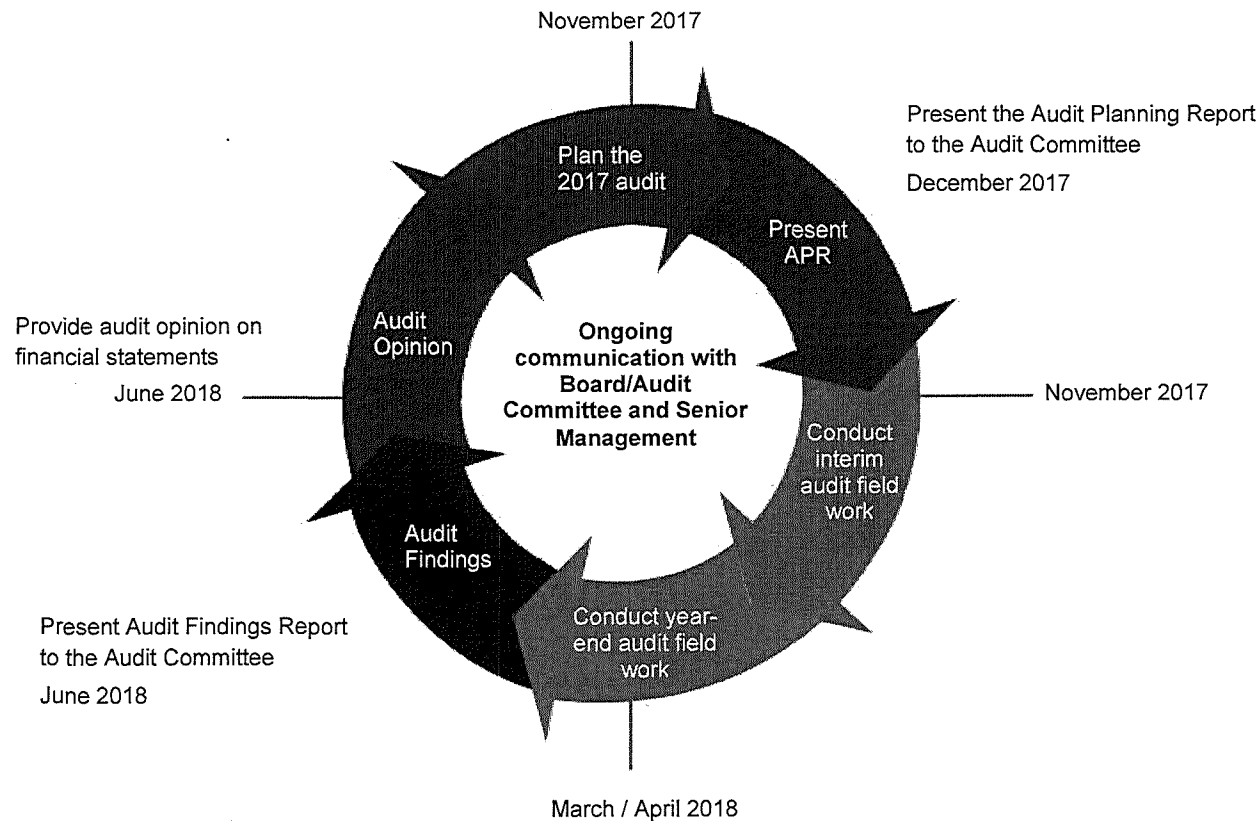 November 2017
Present the Audit Planning Report
to the Audit Committee
December 2017
Plan the
2017 audit
Present
APR
Ongoing
communication with
Board/Audit
Committee and Senior
Management
November 2017
Conduct
interim
audit field
work
Conduct year-
end audit field
work
March / April 2018
Audit
Findings
Present Audit Findings Report
to the Audit Committee
June 2018
Audit
Opinion
Provide audit opinion on
financial statements
June 2018